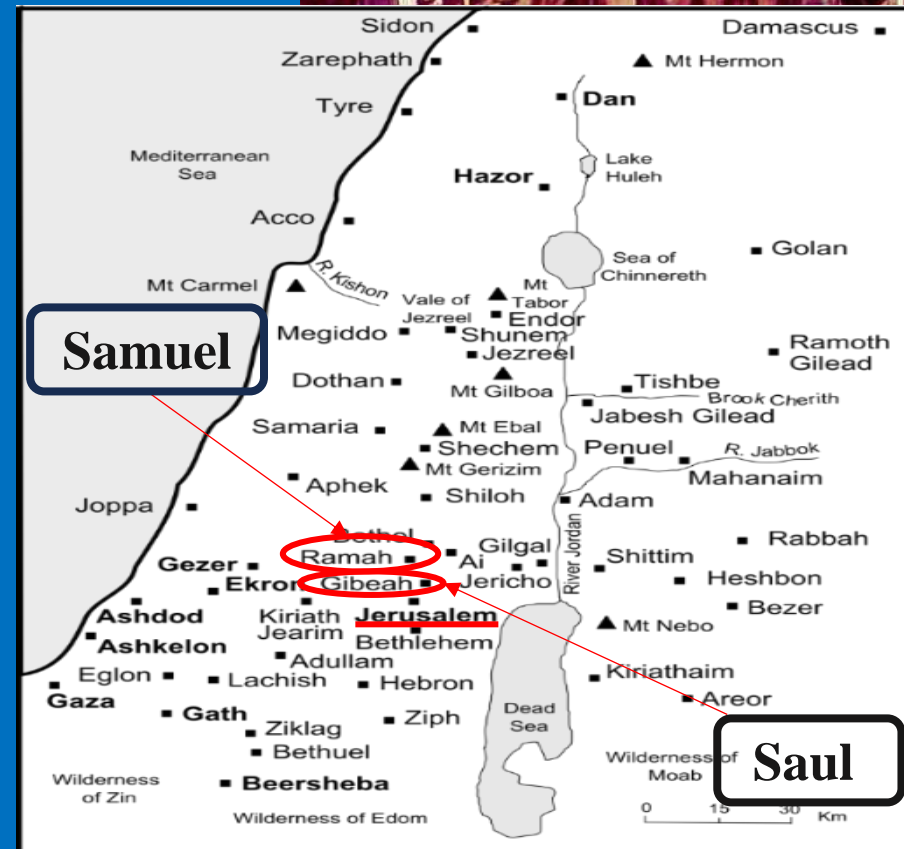 Sidon
Damascus
Zarephath
Mt Hermon
Dan
Tyre
Mediterranean
Sea
Lake
Huleh
Hazor
Acco
Golan
Sea of
Chinnereth
R. Kishon
Mt Carmel
Mt
Tabor
Vale of
Jezreel
Endor
Samuel
Megiddo
Shunem
Ramoth
Gilead
Jezreel
Dothan
Mt Gilboa
Tishbe
Brook Cherith
Jabesh Gilead
Samaria
Mt Ebal
Shechem
Penuel
R. Jabbok
Mt Gerizim
Mahanaim
Aphek
Shiloh
Adam
Joppa
River Jordan
Bethel
Rabbah
Ramah
Gilgal
Ai
Shittim
Gezer
Jericho
Heshbon
Ekron
Gibeah
Bezer
Ashdod
Kiriath
Jearim
Jerusalem
Mt Nebo
Ashkelon
Bethlehem
Adullam
Eglon
Lachish
Hebron
Kiriathaim
Gaza
Areor
Gath
Ziph
Dead
Sea
Ziklag
Bethuel
Wilderness of
Moab
Saul
Wilderness
of Zin
Beersheba
Wilderness of Edom
0 15 30
Km